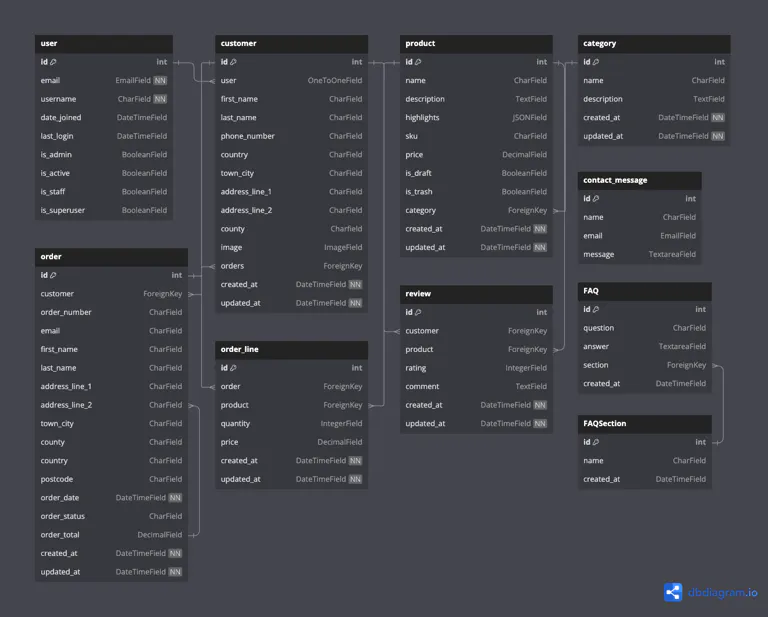 user
id int
email EmailField NN
username CharField NN
date_joined DateTimeField
last_login DateTimeField
is_admin BooleanField
is_active BooleanField
is_staff BooleanField
is_superuser BooleanField
customer
id int
user OneToOneField
first_name CharField
last_name CharField
phone_number CharField
country CharField
town_city CharField
address_line_1 CharField
address_line_2 CharField
county Charfield
image ImageField
orders ForeignKey
created_at DateTimeField NN
updated_at DateTimeField NN
product
id int
name CharField
description TextField
highlights JSONField
sku CharField
price DecimalField
is_draft BooleanField
is_trash BooleanField
category ForeignKey
created_at DateTimeField NN
updated_at DateTimeField NN
category
id int
name CharField
description TextField
created_at DateTimeField NN
updated_at DateTimeField NN
contact_message
id int
name CharField
email EmailField
message TextareaField
order
id int
customer ForeignKey
order_number CharField
email CharField
first_name CharField
last_name CharField
address_line_1 CharField
address_line_2 CharField
town_city CharField
county CharField
country CharField
postcode CharField
order_date DateTimeField NN
order_status CharField
order_total DecimalField
created_at DateTimeField NN
updated_at DateTimeField NN
order_line
id int
order ForeignKey
product ForeignKey
quantity IntegerField
price DecimalField
created_at DateTimeField NN
updated_at DateTimeField NN
review
id int
customer ForeignKey
product ForeignKey
rating IntegerField
comment TextField
created_at DateTimeField NN
updated_at DateTimeField NN
FAQ
id int
question CharField
answer TextareaField
section ForeignKey
created_at DateTimeField
FAQSection
id int
name CharField
created_at DateTimeField
dbdiagram.io